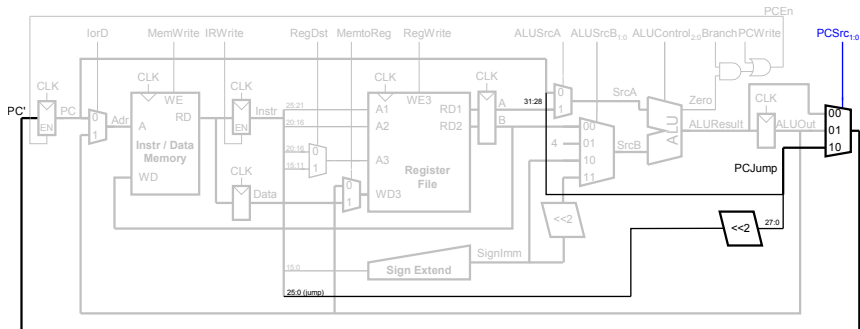 PCEn
IorD MemWrite IRWrite RegDst MemtoReg RegWrite ALUSrcA ALUSrcB1:0 ALUControl2:0 Branch PCWrite PCSrc1:0
CLK CLK CLK CLK CLK CLK
PC' PC EN
0 1 Adr
WE A RD Instr / Data Memory WD
EN Instr
CLK Data
25:21 20:16 20:16 15:11
0 1
0 1
WE3 A1 A2 A3 WD3 RD1 RD2 Register File
A B
31:28
0 1 SrcA
4 00 01 10 11 SrcB
ALU Zero ALUResult ALUOut
00 01 10
PCJump
<<2
<<2 27:0
SignImm
15:0 Sign Extend
25:0 (jump)